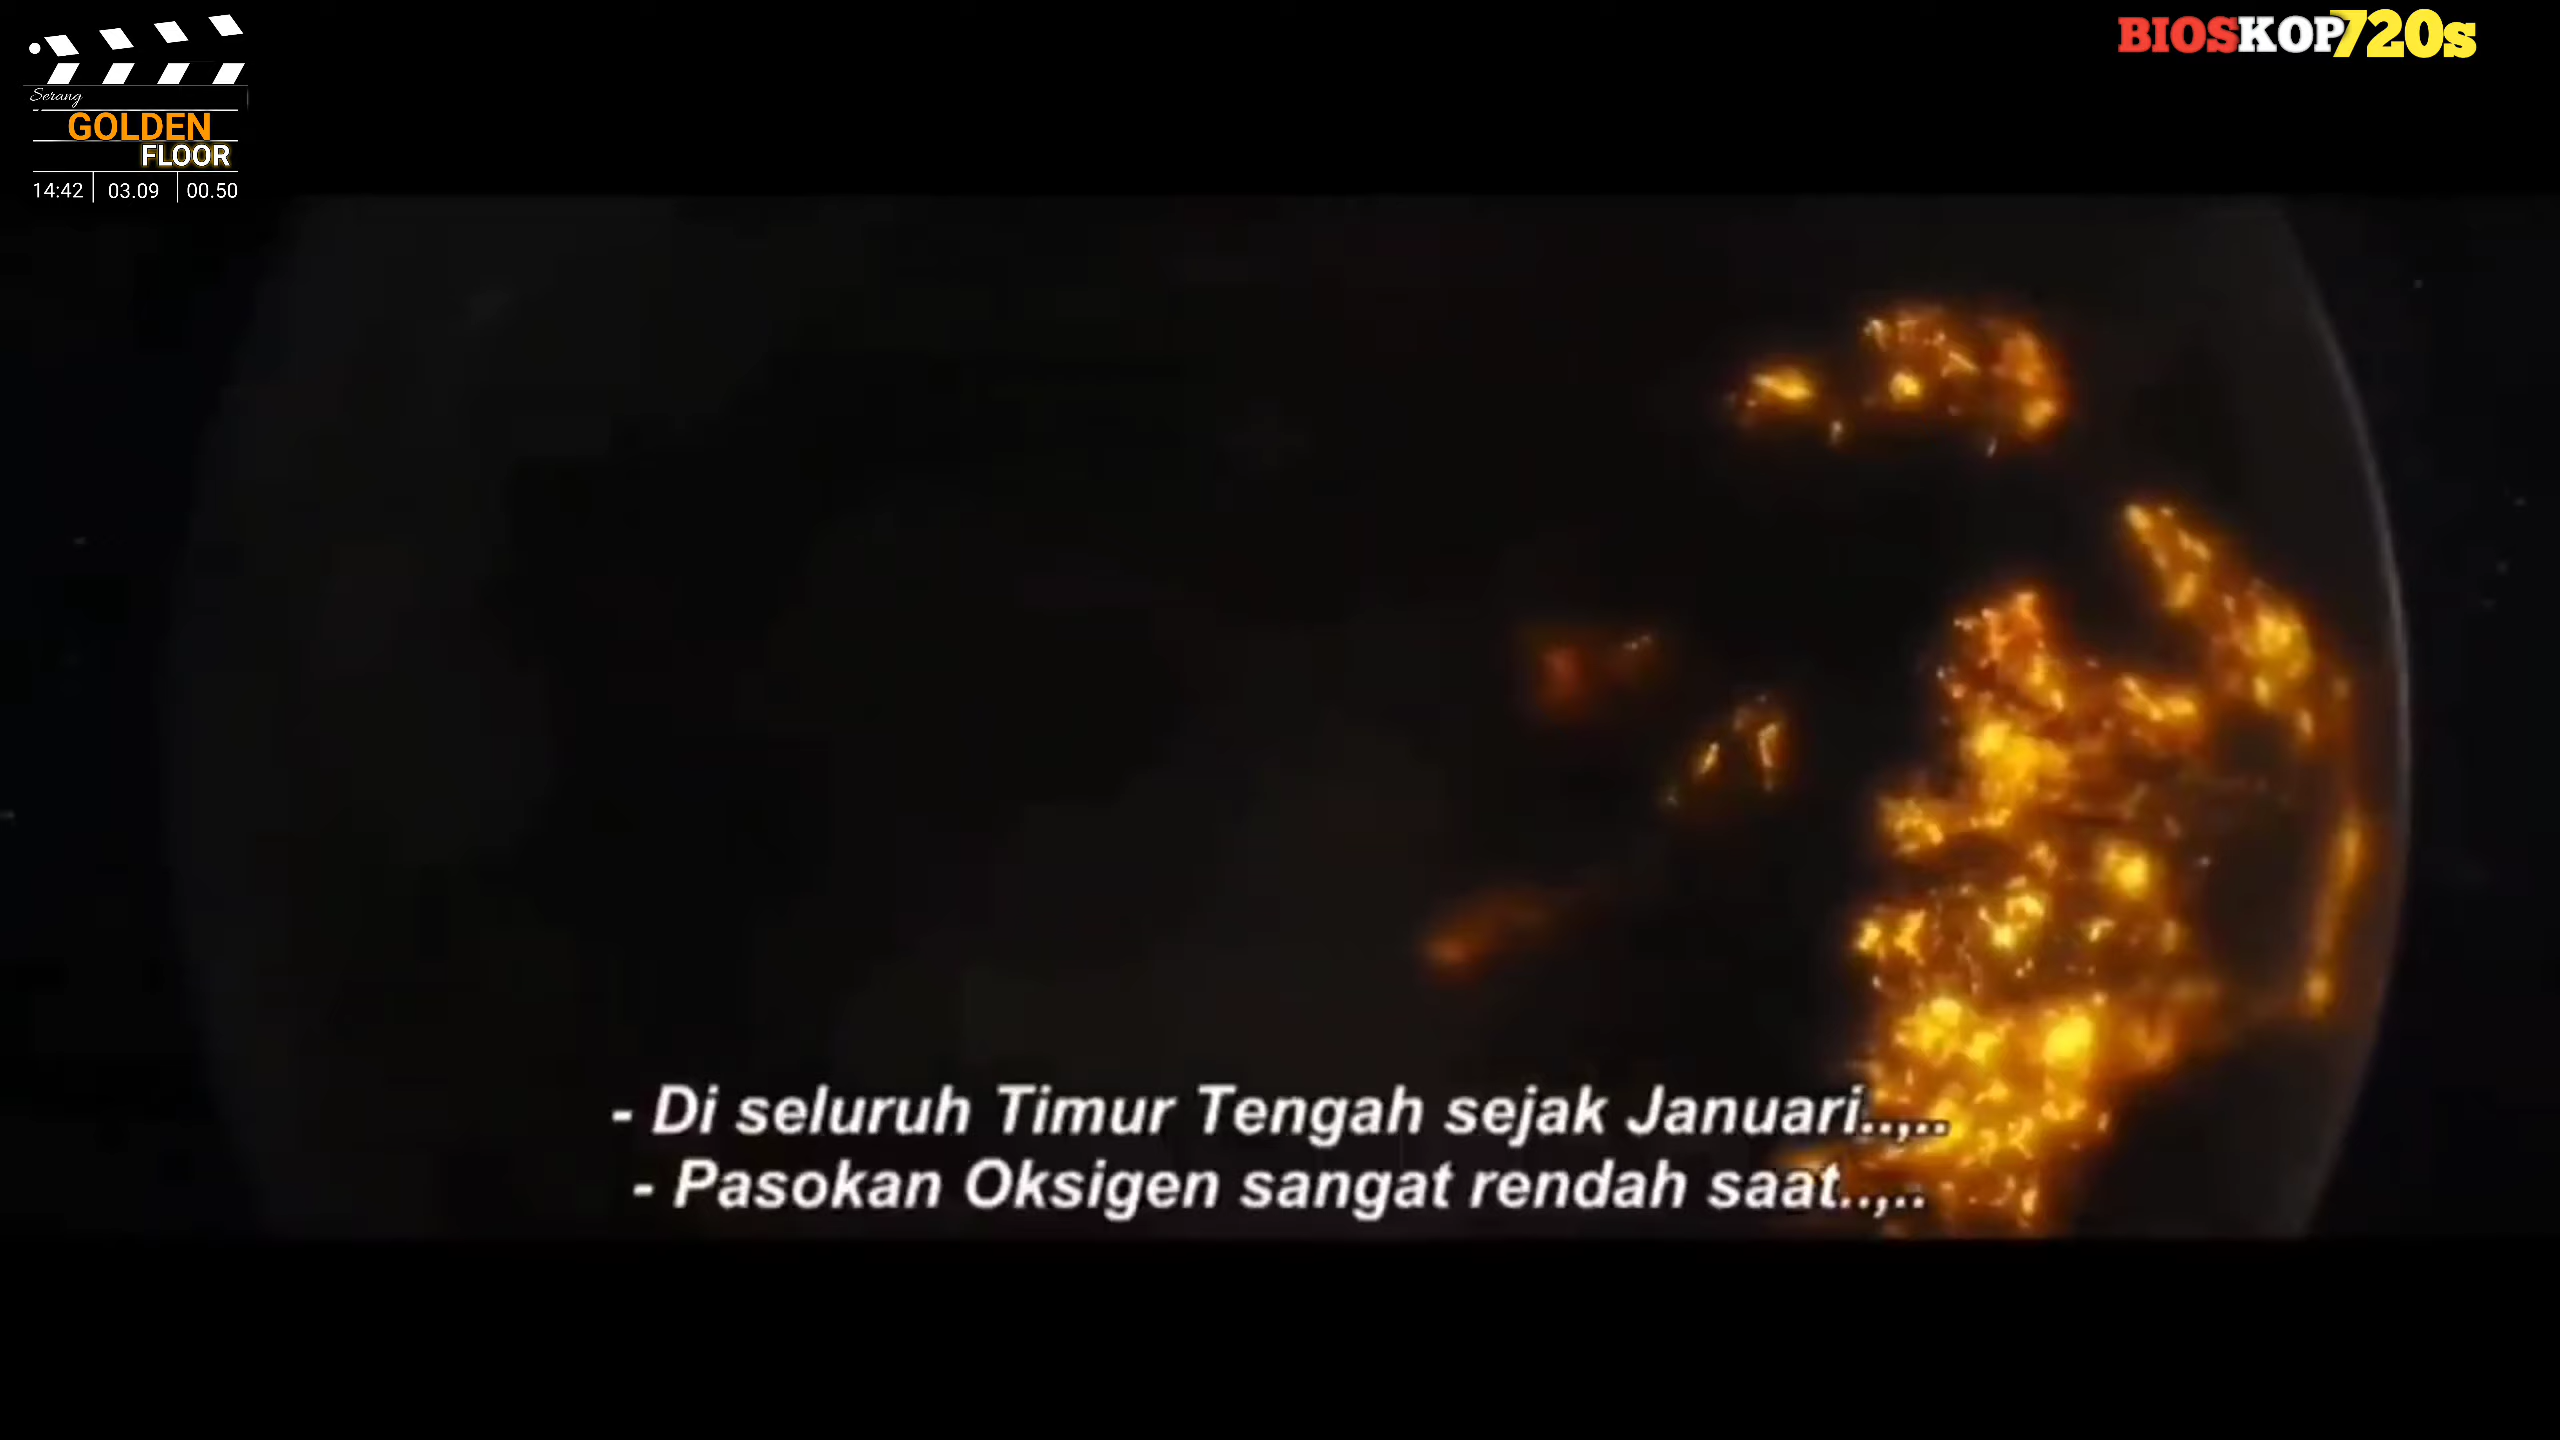 Serang
GOLDEN
FLOOR
14:42 03.09 00.50
BIOSKOP720s
- Di seluruh Timur Tengah sejak Januari..,..
- Pasokan Oksigen sangat rendah saat..,..